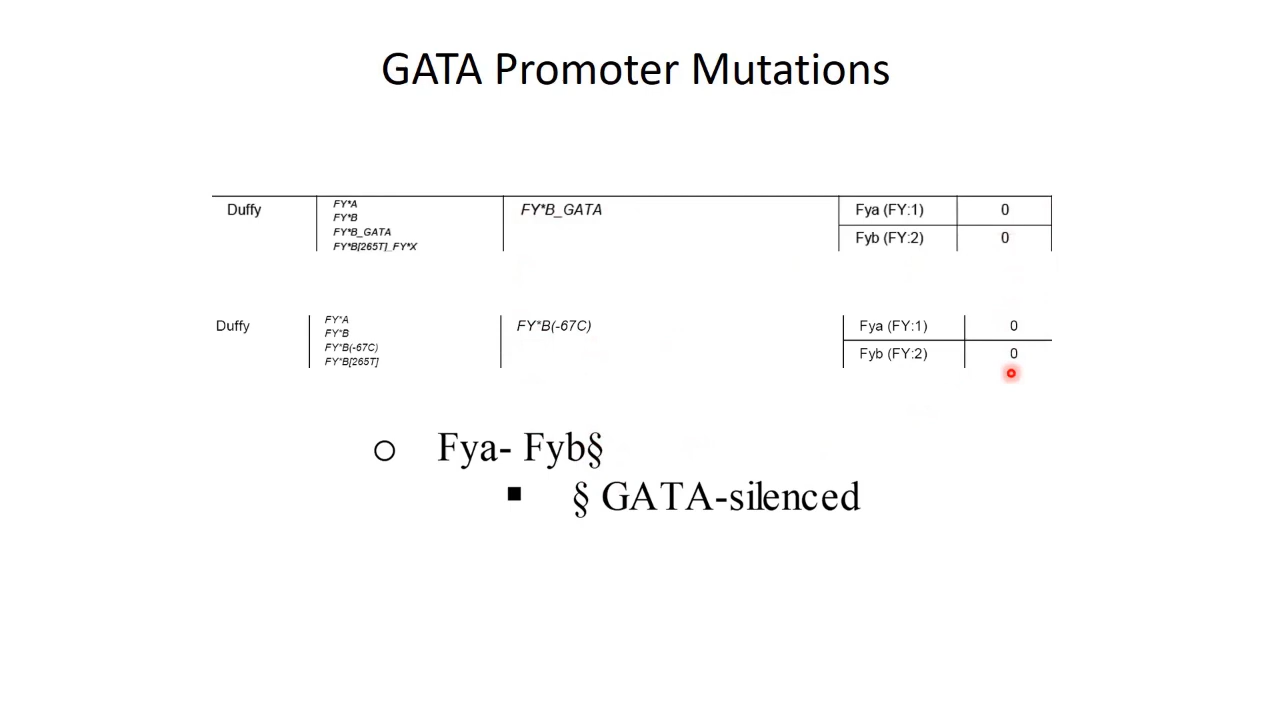 GATA Promoter Mutations
Duffy FY*A FY*B_GATA Fya (FY:1) 0
FY*B
FY*B_GATA Fyb (FY:2) 0
FY*B[265T]_FY*X
Duffy FY*A FY*B(-67C) Fya (FY:1) 0
FY*B
FY*B(-67C) Fyb (FY:2) 0
FY*B[265T]
o Fya- Fyb§
▪ § GATA-silenced